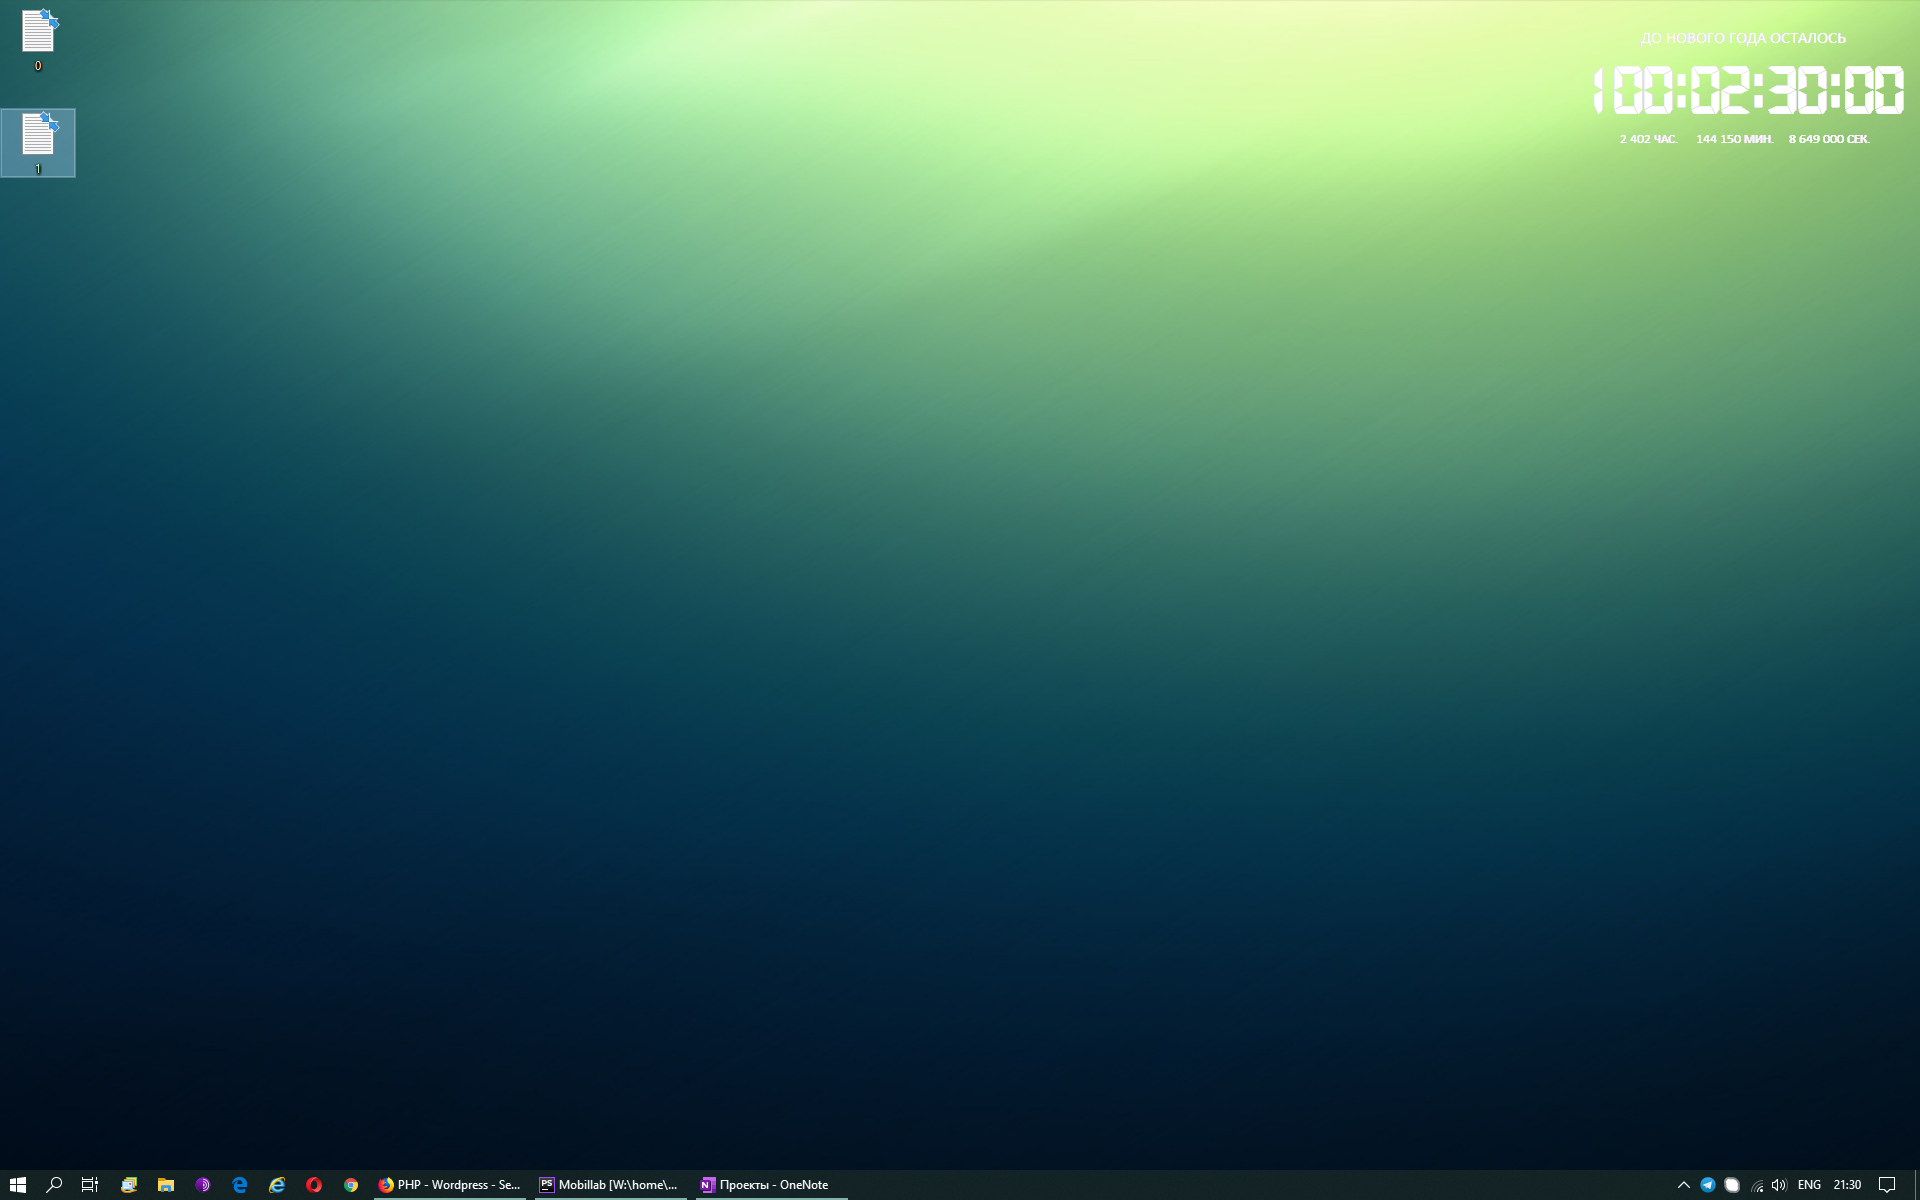 0
1
ДО НОВОГО ГОДА ОСТАЛОСЬ
100:02:30:00
2 402 ЧАС. 144 150 МИН. 8 649 000 СЕК.
PHP - Wordpress - Se... Mobillab [W:\home\... Проекты - OneNote ENG 21:30